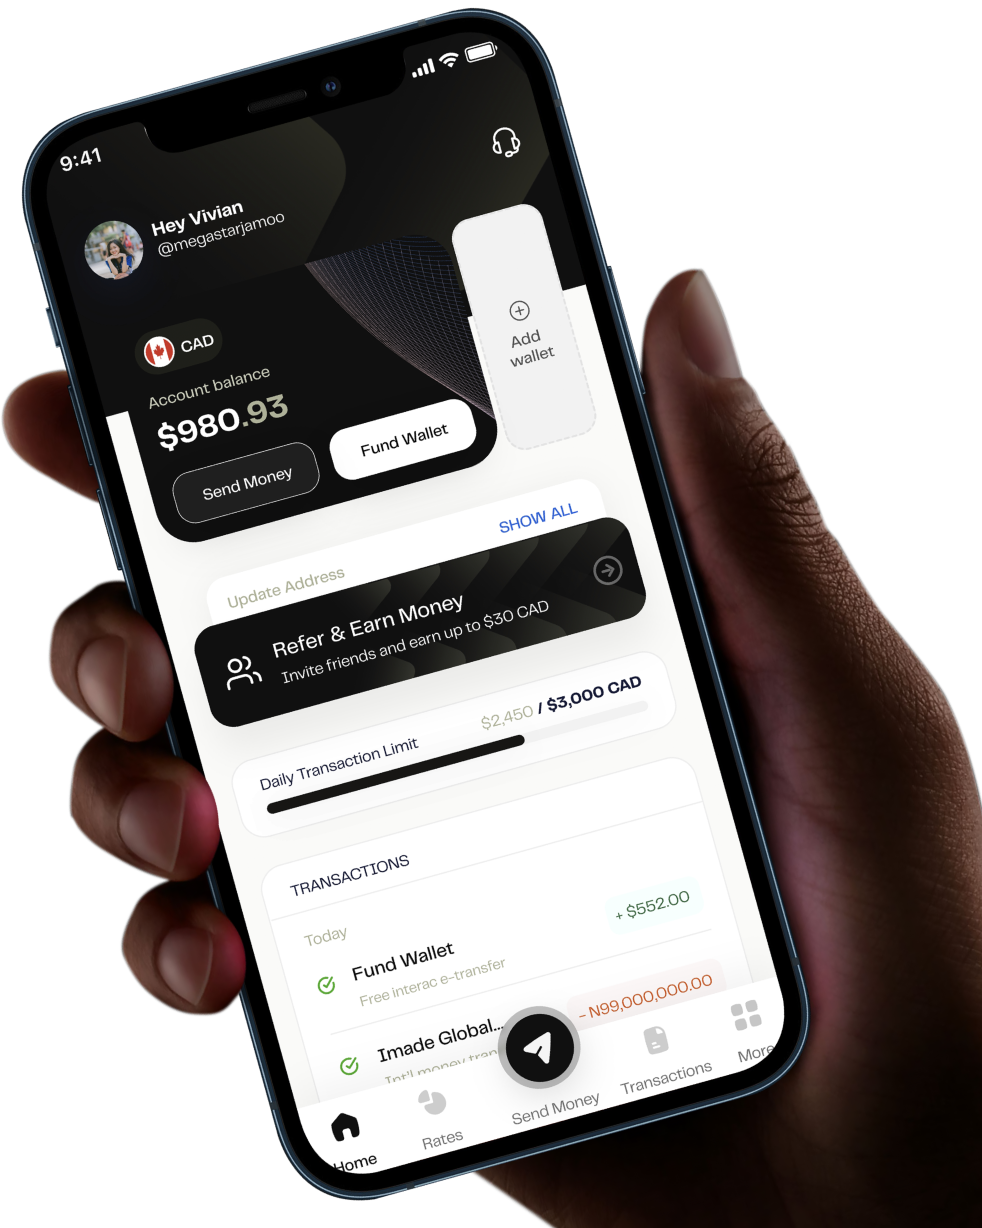 9:41
Hey Vivian
@megastarjamoo
CAD
Account balance
$980.93
Send Money
Fund Wallet
Add
wallet
SHOW ALL
Update Address
Refer & Earn Money
Invite friends and earn up to $30 CAD
Daily Transaction Limit
$2,450 / $3,000 CAD
TRANSACTIONS
Today
Fund Wallet
+ $552.00
Free interac e-transfer
Imade Global...
- N99,000,000.00
Int'l money tran
Home
Rates
Send Money
Transactions
More